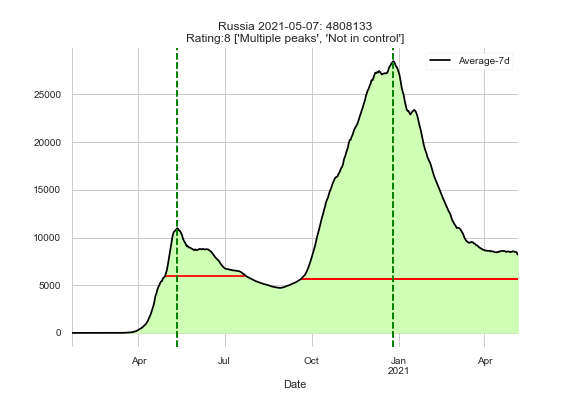 Russia 2021-05-07: 4808133
Rating:8 ['Multiple peaks', 'Not in control']
Average-7d
25000
20000
15000
10000
5000
0
Apr
Jul
Oct
Jan
2021
Apr
Date